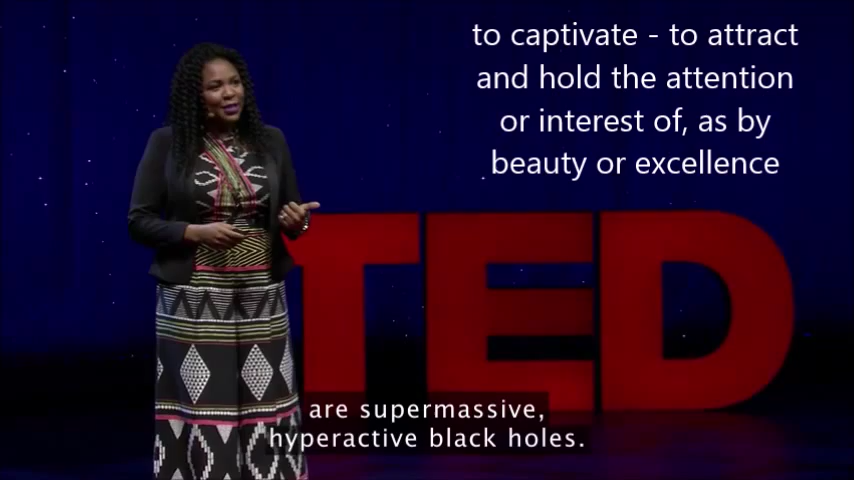 to captivate - to attract
and hold the attention
or interest of, as by
beauty or excellence
TED
are supermassive,
hyperactive black holes.